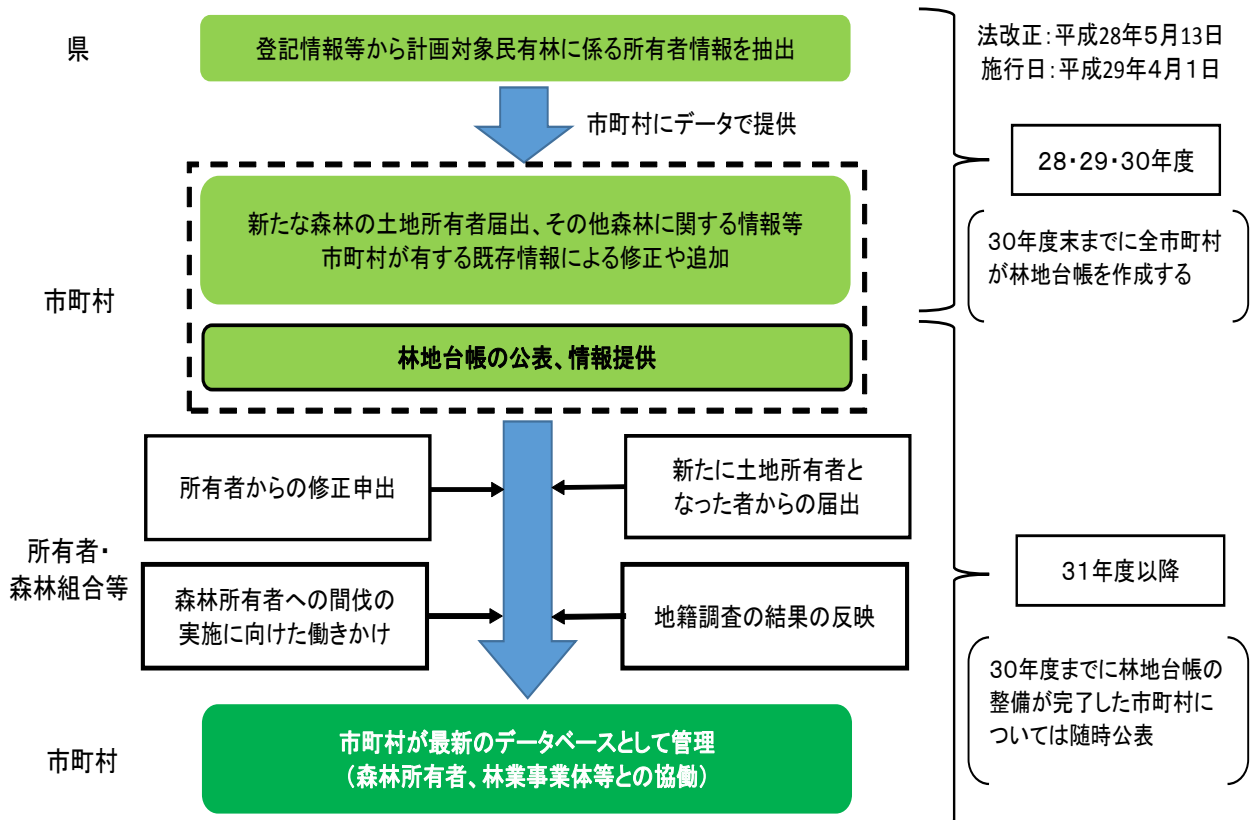 県
登記情報等から計画対象民有林に係る所有者情報を抽出
法改正:平成28年5月13日
施行日:平成29年4月1日
市町村にデータで提供
28・29・30年度
新たな森林の土地所有者届出、その他森林に関する情報等
市町村が有する既存情報による修正や追加
30年度末までに全市町村
が林地台帳を作成する
市町村
林地台帳の公表、情報提供
所有者からの修正申出
新たに土地所有者と
なった者からの届出
所有者・
森林組合等
31年度以降
森林所有者への間伐の
実施に向けた働きかけ
地籍調査の結果の反映
30年度までに林地台帳の
整備が完了した市町村に
ついては随時公表
市町村
市町村が最新のデータベースとして管理
(森林所有者、林業事業体等との協働)